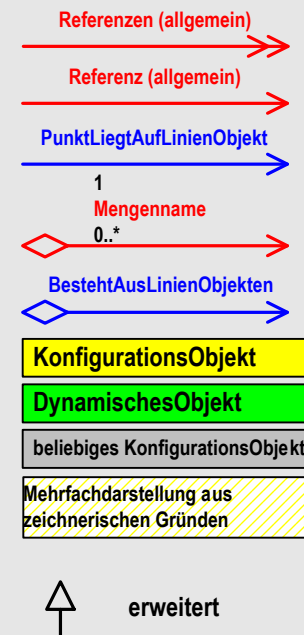 Referenzen (allgemein)
Referenz (allgemein)
PunktLiegtAufLinienObjekt
1
Mengenname
0..*
BestehtAusLinienObjekten
KonfigurationsObjekt
DynamischesObjekt
beliebiges KonfigurationsObjekt
Mehrfachdarstellung aus
zeichnerischen Gründen
erweitert